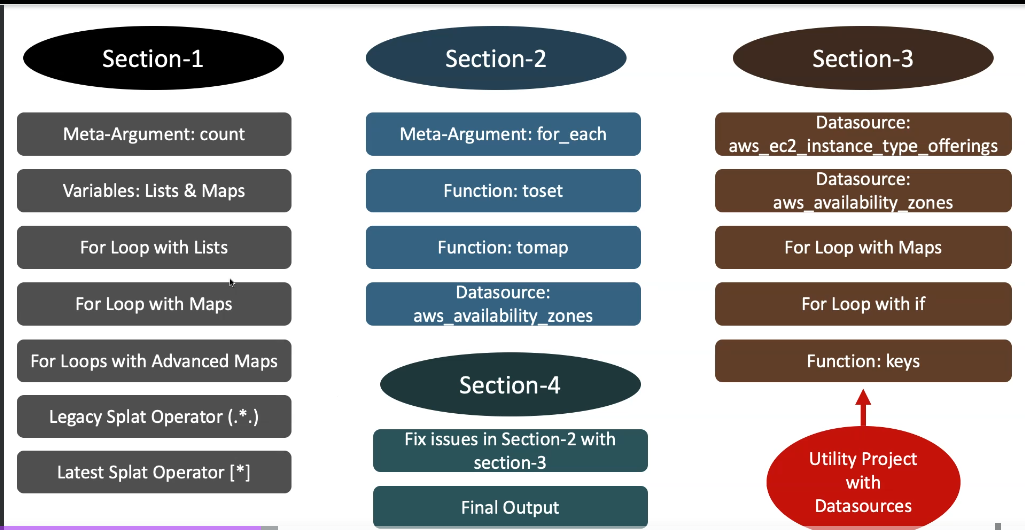 Section-1
Meta-Argument: count
Variables: Lists & Maps
For Loop with Lists
For Loop with Maps
For Loops with Advanced Maps
Legacy Splat Operator (.*.)
Latest Splat Operator [*]
Section-2
Meta-Argument: for_each
Function: toset
Function: tomap
Datasource:
aws_availability_zones
Section-4
Fix issues in Section-2 with
section-3
Final Output
Section-3
Datasource:
aws_ec2_instance_type_offerings
Datasource:
aws_availability_zones
For Loop with Maps
For Loop with if
Function: keys
Utility Project
with
Datasources